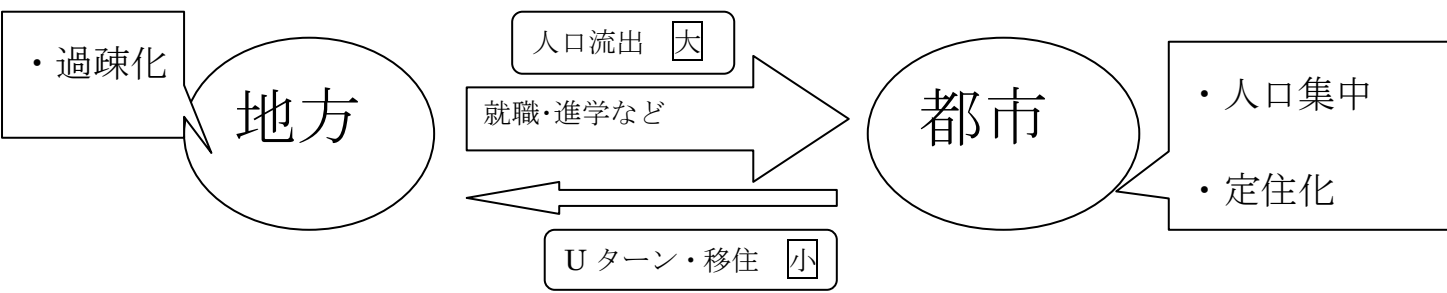 ・過疎化
地方
人口流出 大
就職・進学など
Uターン・移住 小
都市
・人口集中
・定住化